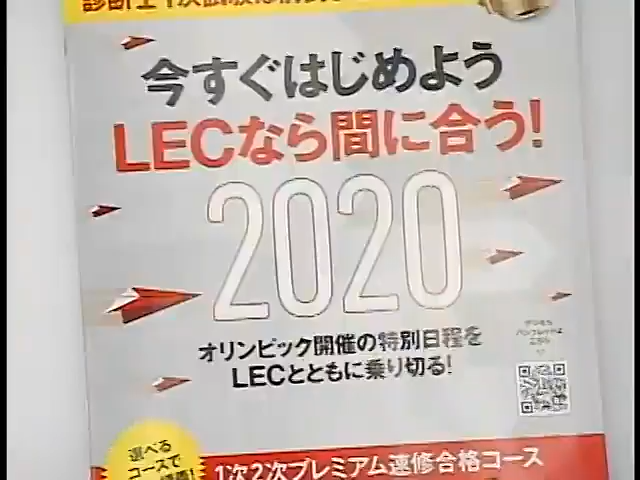 今すぐはじめよう
LECなら間に合う!
2020
オリンピック開催の特別日程を
LECとともに乗り切る!
選べる
コースで
1次2次プレミアム速修合格コース